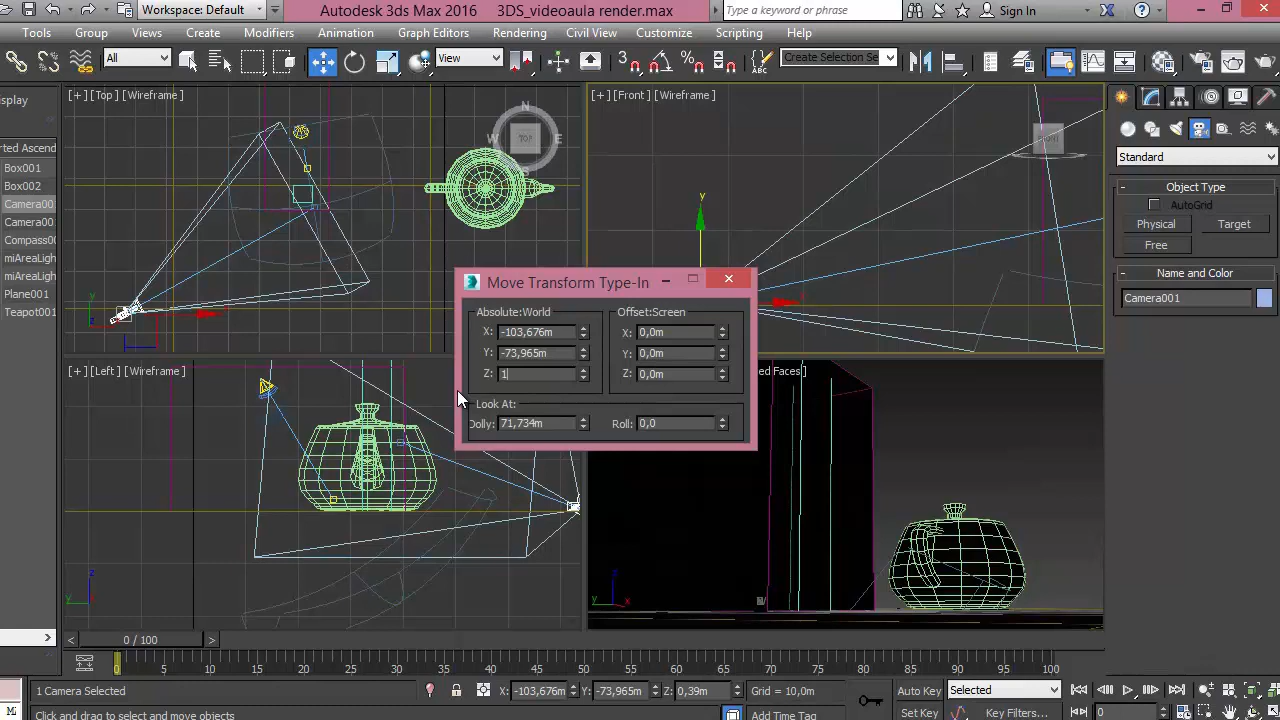 Workspace: Default
Autodesk 3ds Max 2016 3DS_videoaula render.max
Type a keyword or phrase
Sign In
Tools Group Views Create Modifiers Animation Graph Editors Rendering Civil View Customize Scripting Help
All
View
3
Create Selection Se
Display
rted Ascend
Box001
Box002
Camera00
Camera00
Compass00
miAreaLigh
miAreaLigh
Plane001
Teapot001
[+] [Top] [Wireframe]
N
W TOP E
[+] [Front] [Wireframe]
FRONT
y
x
Standard
Object Type
AutoGrid
Physical Target
Free
Name and Color
Camera001
Move Transform Type-In
Absolute:World
X: -103,676m
Y: -73,965m
Z: 1
Offset:Screen
X: 0,0m
Y: 0,0m
Z: 0,0m
Look At:
Dolly: 71,734m
Roll: 0,0
[+] [Left] [Wireframe]
ed Faces]
z
y
z
y x
0 / 100
0 5 10 15 20 25 30 35 40 45 50 55 60 65 70 75 80 85 90 95 100
1 Camera Selected
X: -103,676m Y: -73,965m Z: 0,39m Grid = 10,0m
Auto Key Selected
Click and drag to select and move objects
Add Time Tag
Set Key Key Filters... 0